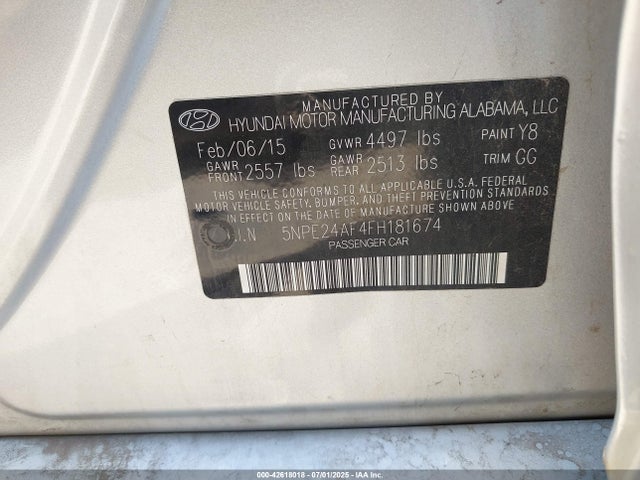 MANUFACTURED BY
HYUNDAI MOTOR MANUFACTURING ALABAMA, LLC
Feb/06/15 GVWR 4497 lbs PAINT Y8
GAWR FRONT 2557 lbs GAWR REAR 2513 lbs TRIM GG
THIS VEHICLE CONFORMS TO ALL APPLICABLE U.S.A. FEDERAL
MOTOR VEHICLE SAFETY, BUMPER, AND THEFT PREVENTION STANDARDS
IN EFFECT ON THE DATE OF MANUFACTURE SHOWN ABOVE.
V.I.N 5NPE24AF4FH181674
PASSENGER CAR
000-42618018 - 07/01/2025 - IAAI.COM